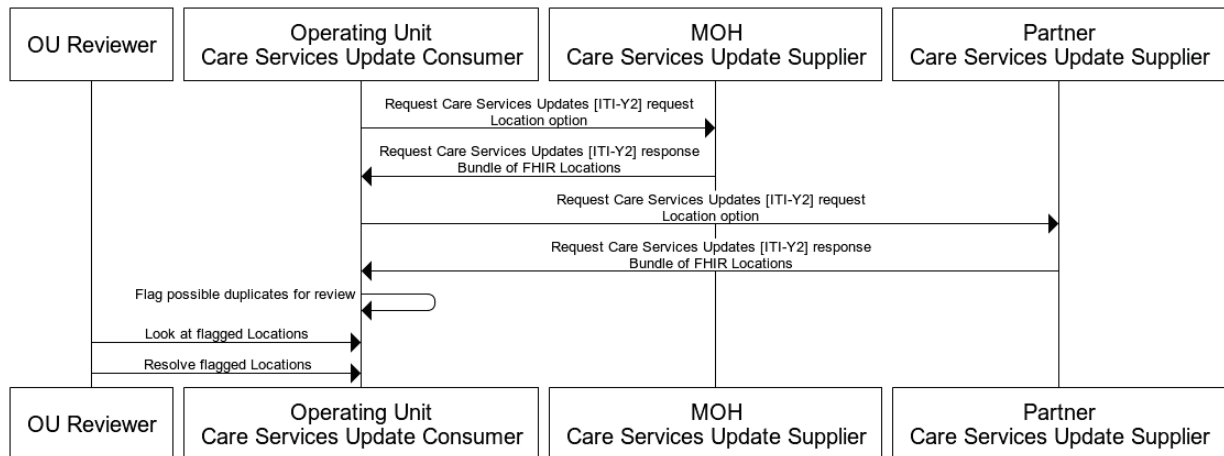 OU Reviewer
Operating Unit
Care Services Update Consumer
MOH
Care Services Update Supplier
Partner
Care Services Update Supplier
Request Care Services Updates [ITI-Y2] request
Location option
Request Care Services Updates [ITI-Y2] response
Bundle of FHIR Locations
Request Care Services Updates [ITI-Y2] request
Location option
Request Care Services Updates [ITI-Y2] response
Bundle of FHIR Locations
Flag possible duplicates for review
Look at flagged Locations
Resolve flagged Locations
OU Reviewer
Operating Unit
Care Services Update Consumer
MOH
Care Services Update Supplier
Partner
Care Services Update Supplier